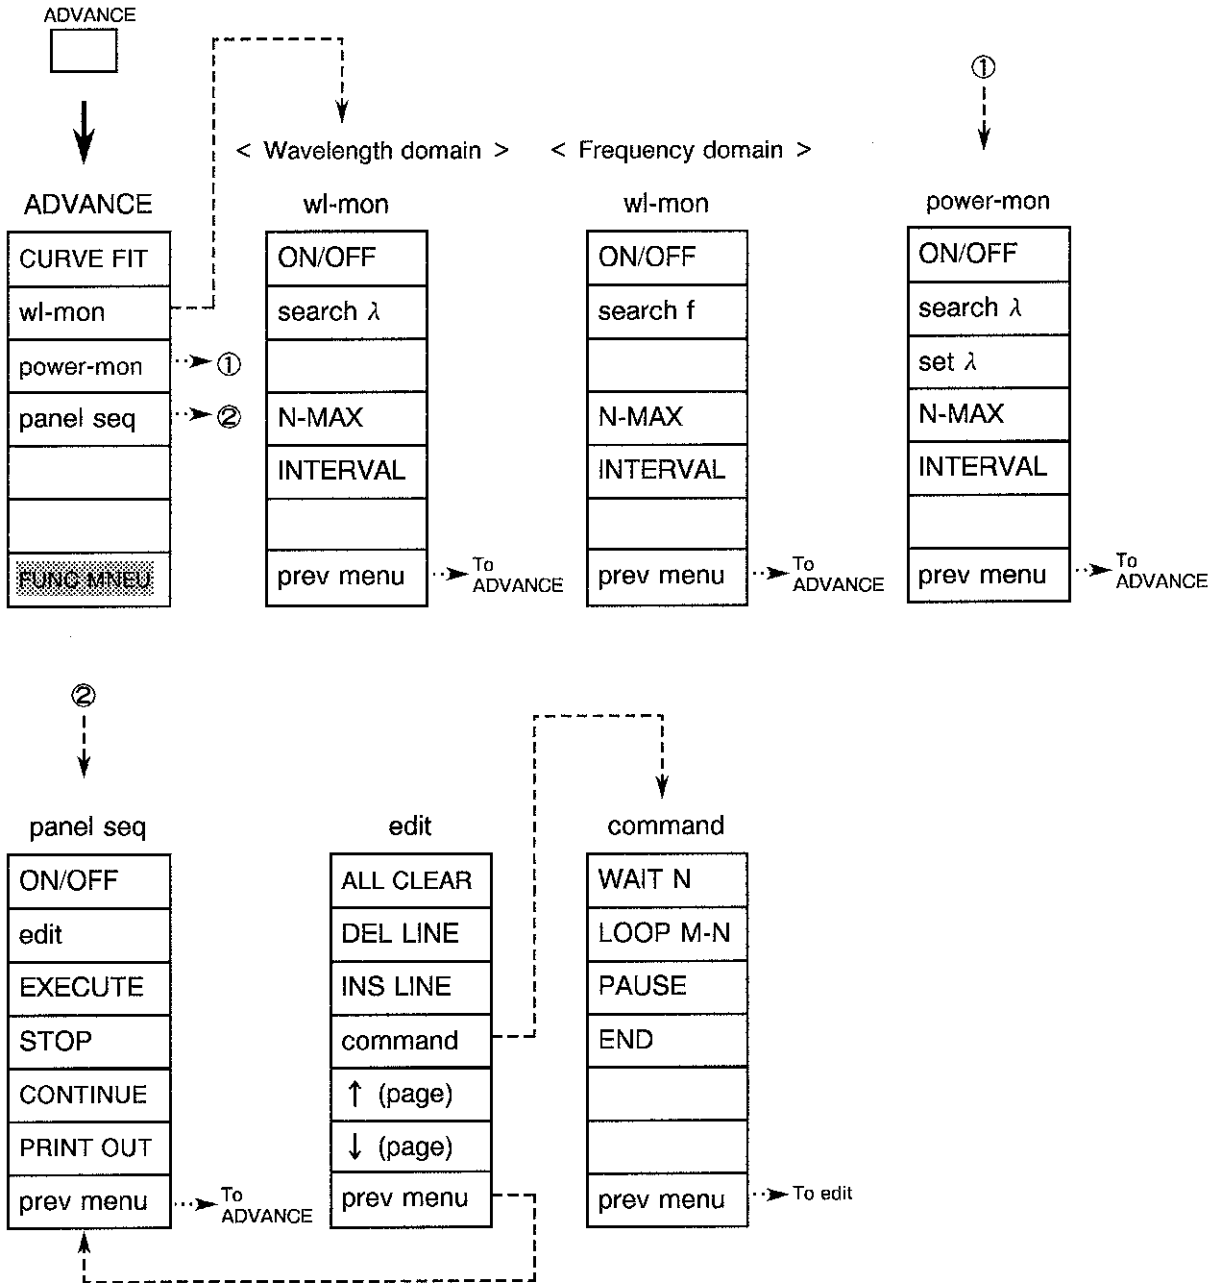 ADVANCE
①
< Wavelength domain >
< Frequency domain >
ADVANCE
CURVE FIT
wl-mon
power-mon
①
panel seq
②
FUNC MNEU
wl-mon
ON/OFF
search λ
N-MAX
INTERVAL
prev menu
To
ADVANCE
wl-mon
ON/OFF
search f
N-MAX
INTERVAL
prev menu
To
ADVANCE
power-mon
ON/OFF
search λ
set λ
N-MAX
INTERVAL
prev menu
To
ADVANCE
②
panel seq
ON/OFF
edit
EXECUTE
STOP
CONTINUE
PRINT OUT
prev menu
To
ADVANCE
edit
ALL CLEAR
DEL LINE
INS LINE
command
↑ (page)
↓ (page)
prev menu
command
WAIT N
LOOP M-N
PAUSE
END
prev menu
To edit